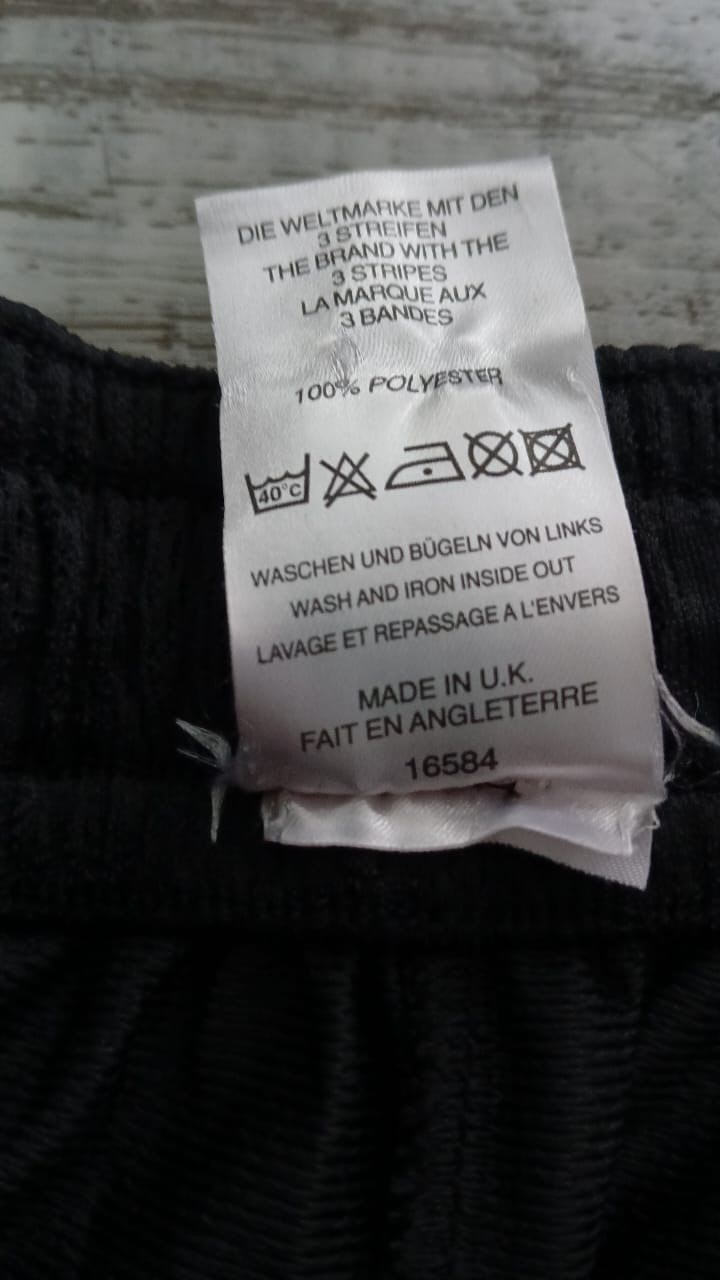 DIE WELTMARKE MIT DEN
3 STREIFEN
THE BRAND WITH THE
3 STRIPES
LA MARQUE AUX
3 BANDES
100% POLYESTER
40°C
WASCHEN UND BÜGELN VON LINKS
WASH AND IRON INSIDE OUT
LAVAGE ET REPASSAGE A L'ENVERS
MADE IN U.K.
FAIT EN ANGLETERRE
16584